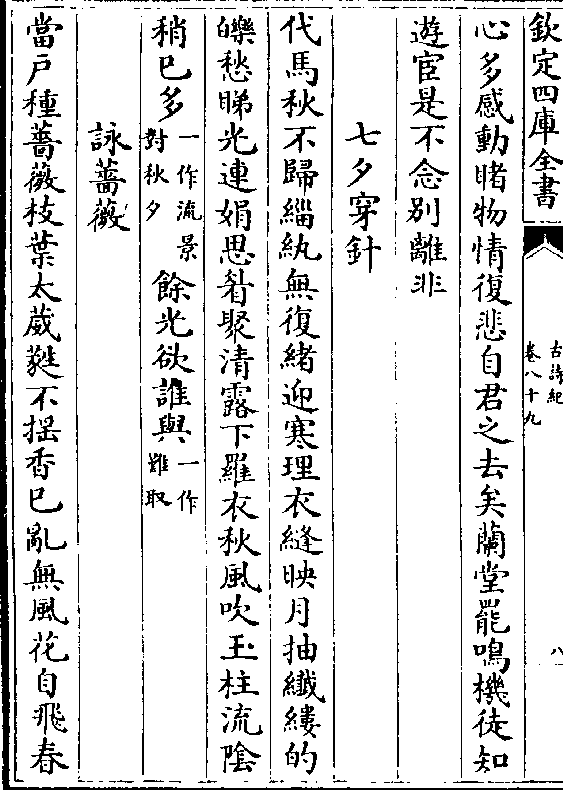 欽定四庫全書
古詩紀
卷八十九
八
心多感動睹物情復悲自君之去矣蘭堂罷鳴機徒知
遊宦是不念別離非
七夕穿針
代馬秋不歸緇紈無復緒迎寒理衣縫映月抽纖縷的
皪愁睇光連娟思睂聚清露下羅衣秋風吹玉柱流陰
稍已多一作流景對秋夕餘光欲誰與一作難取
詠薔薇
當戶種薔薇枝葉太葳蕤不搖香已亂無風花自飛春